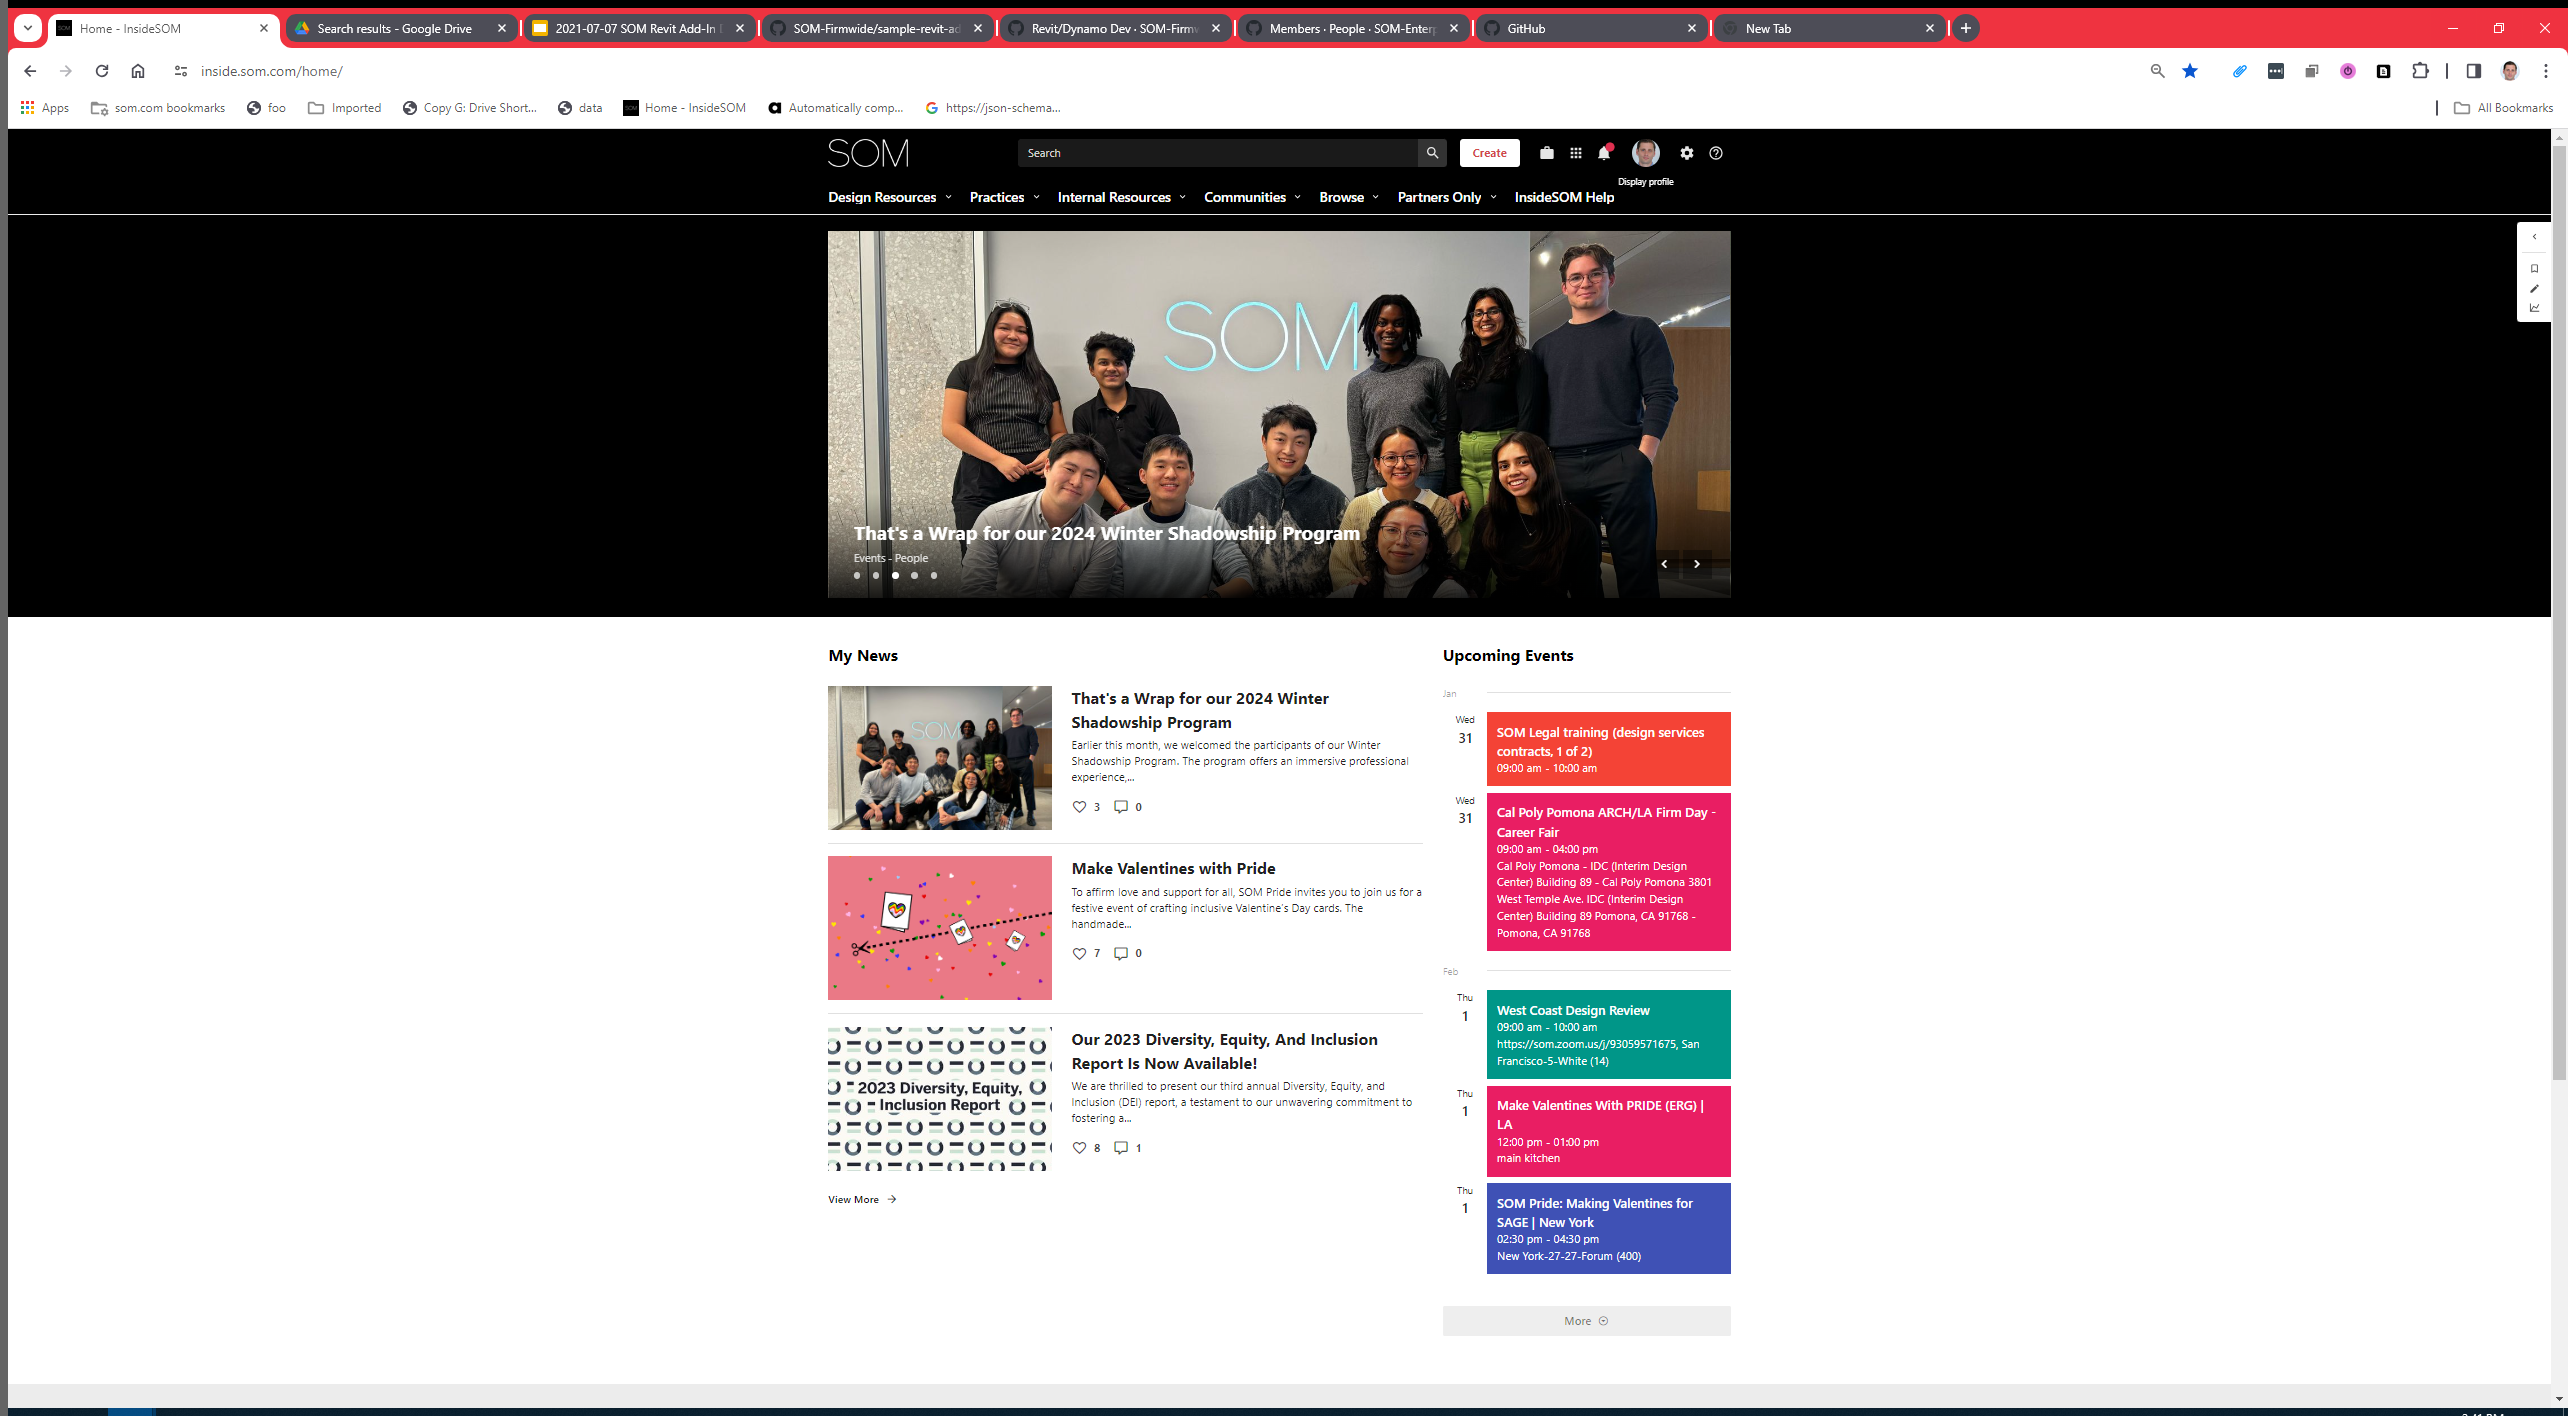 Home - InsideSOM
Search results - Google Drive
2021-07-07 SOM Revit Add-In
SOM-Firmwide/sample-revit-ad
Revit/Dynamo Dev · SOM-Firmw
Members · People · SOM-Enterp
GitHub
New Tab
inside.som.com/home/
Apps
som.com bookmarks
foo
Imported
Copy G: Drive Short...
data
Home - InsideSOM
Automatically comp...
https://json-schema...
All Bookmarks
SOM
Search
Create
Display profile
Design Resources
Practices
Internal Resources
Communities
Browse
Partners Only
InsideSOM Help
SOM
That's a Wrap for our 2024 Winter Shadowship Program
Events - People
My News
SOM
That's a Wrap for our 2024 Winter
Shadowship Program
Earlier this month, we welcomed the participants of our Winter
Shadowship Program. The program offers an immersive professional
experience,...
3 0
Make Valentines with Pride
To affirm love and support for all, SOM Pride invites you to join us for a
festive event of crafting inclusive Valentine's Day cards. The
handmade...
7 0
2023 Diversity, Equity,
Inclusion Report
Our 2023 Diversity, Equity, And Inclusion
Report Is Now Available!
We are thrilled to present our third annual Diversity, Equity, and
Inclusion (DEI) report, a testament to our unwavering commitment to
fostering a...
8 1
View More
Upcoming Events
Jan
Wed
31
SOM Legal training (design services
contracts, 1 of 2)
09:00 am - 10:00 am
Wed
31
Cal Poly Pomona ARCH/LA Firm Day -
Career Fair
09:00 am - 04:00 pm
Cal Poly Pomona - IDC (Interim Design
Center) Building 89 - Cal Poly Pomona 3801
West Temple Ave. IDC (Interim Design
Center) Building 89 Pomona, CA 91768 -
Pomona, CA 91768
Feb
Thu
1
West Coast Design Review
09:00 am - 10:00 am
https://som.zoom.us/j/93059571675, San
Francisco-5-White (14)
Thu
1
Make Valentines With PRIDE (ERG) |
LA
12:00 pm - 01:00 pm
main kitchen
Thu
1
SOM Pride: Making Valentines for
SAGE | New York
02:30 pm - 04:30 pm
New York-27-27-Forum (400)
More